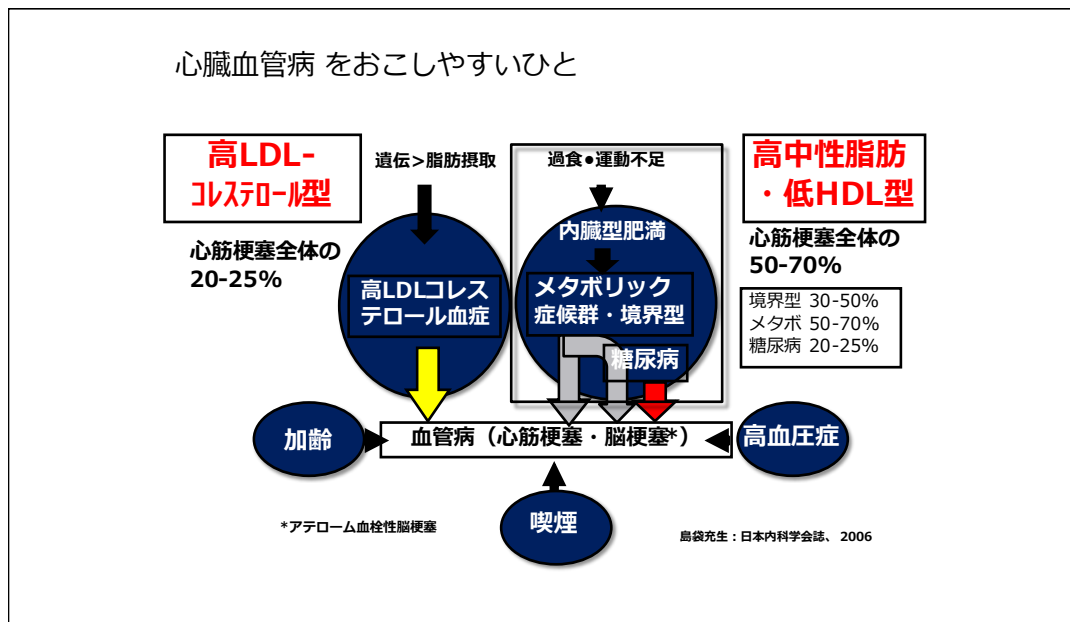 心臓血管病 をおこしやすいひと
高LDL-
ｺﾚｽﾃﾛｰﾙ型
遺伝>脂肪摂取
過食●運動不足
高中性脂肪
・低HDL型
心筋梗塞全体の
20-25%
内臓型肥満
心筋梗塞全体の
50-70%
高LDLコレス
テロール血症
メタボリック
症候群・境界型
境界型 30-50%
メタボ 50-70%
糖尿病 20-25%
糖尿病
加齢
血管病（心筋梗塞・脳梗塞*）
高血圧症
喫煙
*アテローム血栓性脳梗塞
島袋充生：日本内科学会誌、 2006